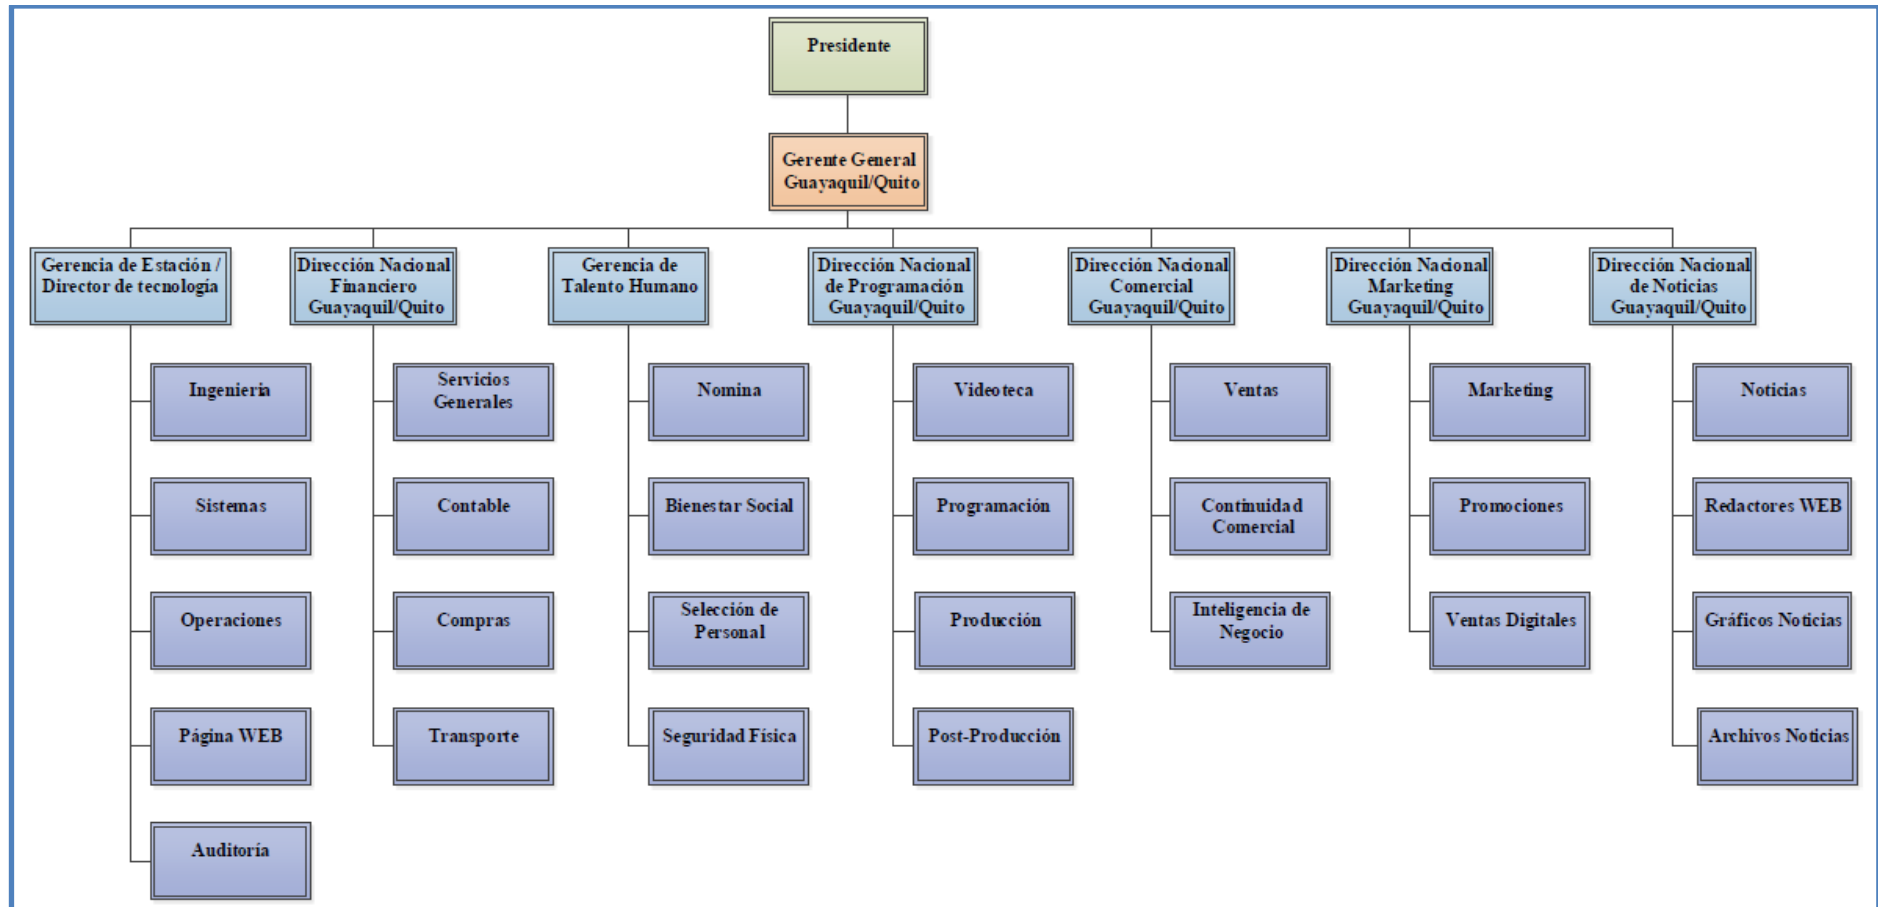 Presidente
Gerente General
Guayaquil/Quito
Gerencia de Estación /
Director de tecnología
Dirección Nacional
Financiero
Guayaquil/Quito
Gerencia de
Talento Humano
Dirección Nacional
de Programación
Guayaquil/Quito
Dirección Nacional
Comercial
Guayaquil/Quito
Dirección Nacional
Marketing
Guayaquil/Quito
Dirección Nacional
de Noticias
Guayaquil/Quito
Ingenieria
Servicios
Generales
Nomina
Videoteca
Ventas
Marketing
Noticias
Sistemas
Contable
Bienestar Social
Programación
Continuidad
Comercial
Promociones
Redactores WEB
Operaciones
Compras
Selección de
Personal
Producción
Inteligencia de
Negocio
Ventas Digitales
Gráficos Noticias
Página WEB
Transporte
Seguridad Física
Post-Producción
Archivos Noticias
Auditoría